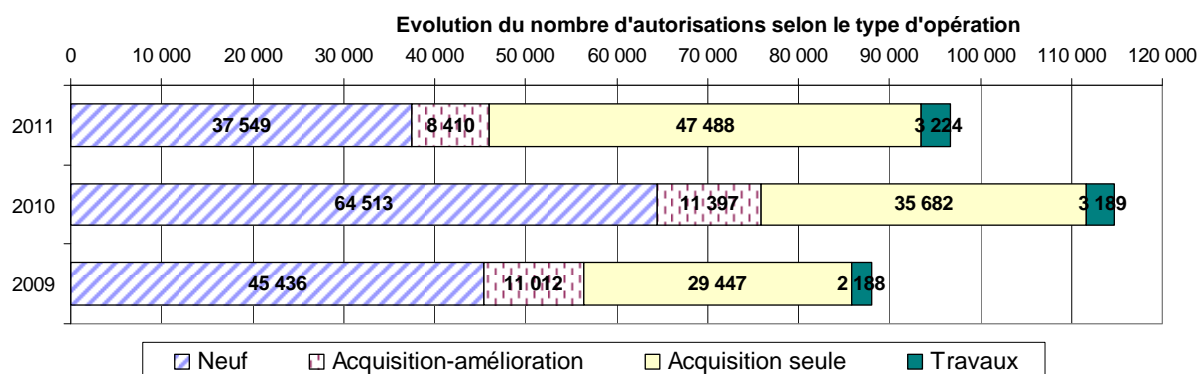 Evolution du nombre d'autorisations selon le type d'opération
0 10 000 20 000 30 000 40 000 50 000 60 000 70 000 80 000 90 000 100 000 110 000 120 000
2011 37 549 8 410 47 488 3 224
2010 64 513 11 397 35 682 3 189
2009 45 436 11 012 29 447 2 188
Neuf Acquisition-amélioration Acquisition seule Travaux